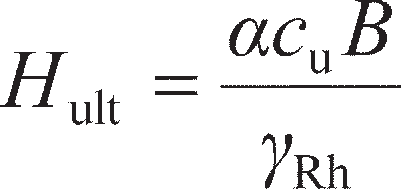 H_ult = αc_u B / γ_Rh